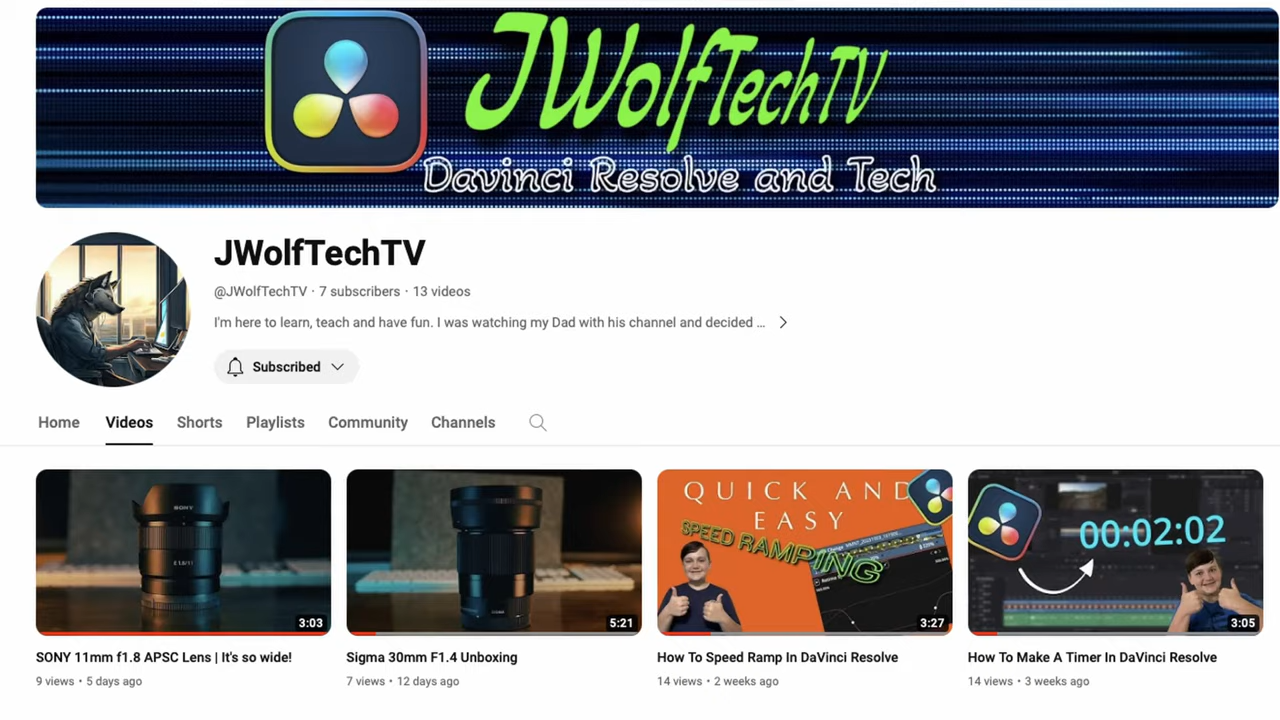 JWolfTechTV
Davinci Resolve and Tech
JWolfTechTV
@JWolfTechTV · 7 subscribers · 13 videos
I'm here to learn, teach and have fun. I was watching my Dad with his channel and decided ...
Subscribed
Home Videos Shorts Playlists Community Channels
SONY
3:03
SIGMA
5:21
QUICK AND
EASY
SPEED RAMPING
3:27
00:02:02
3:05
SONY 11mm f1.8 APSC Lens | It's so wide!
9 views · 5 days ago
Sigma 30mm F1.4 Unboxing
7 views · 12 days ago
How To Speed Ramp In DaVinci Resolve
14 views · 2 weeks ago
How To Make A Timer In DaVinci Resolve
14 views · 3 weeks ago